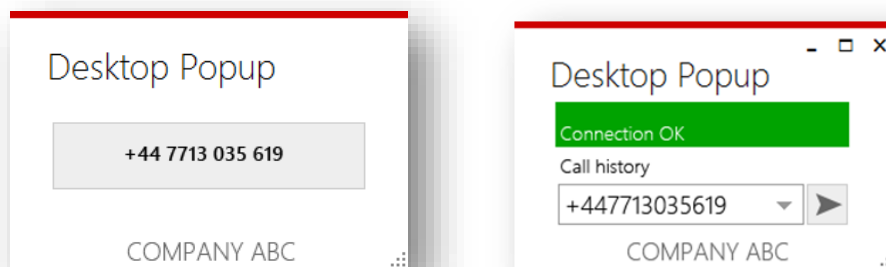 Desktop Popup
+44 7713 035 619
COMPANY ABC
Desktop Popup
Connection OK
Call history
+447713035619
COMPANY ABC